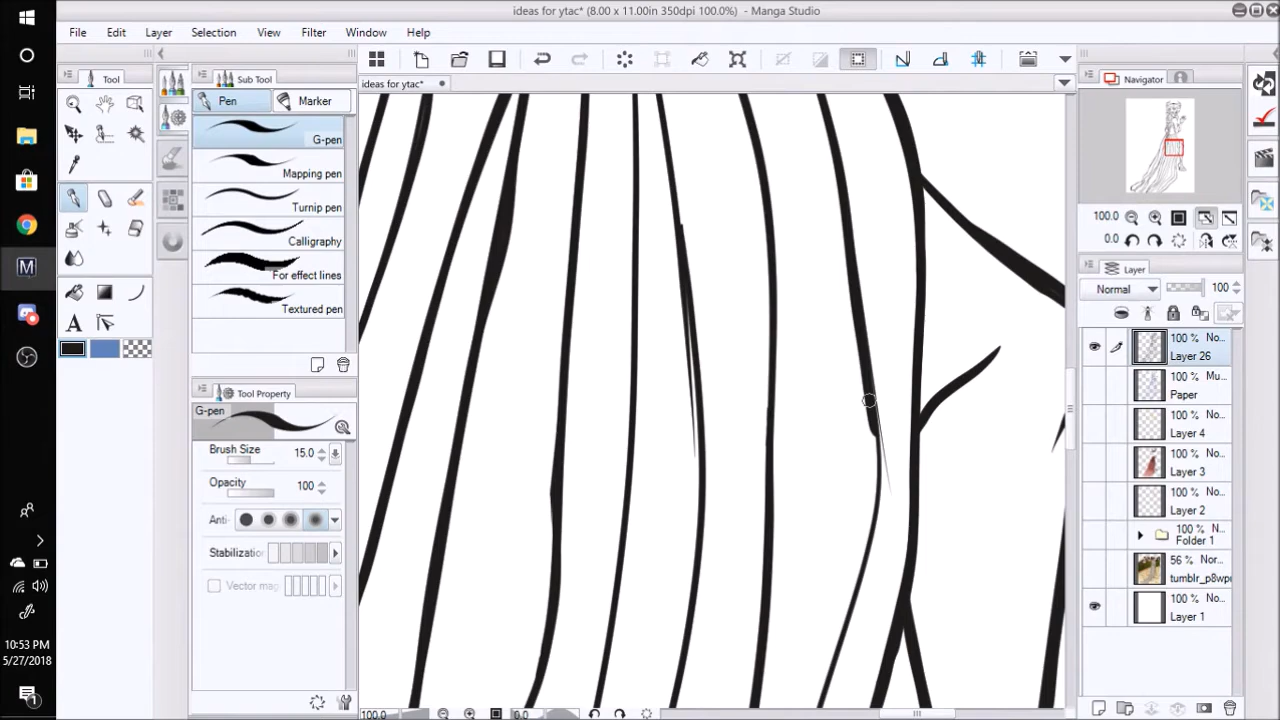 ideas for ytac* (8.00 x 11.00in 350dpi 100.0%) - Manga Studio
File Edit Layer Selection View Filter Window Help
Tool
Sub Tool
ideas for ytac*
Navigator
Pen
Marker
G-pen
Mapping pen
Turnip pen
Calligraphy
For effect lines
Textured pen
100.0
0.0
Layer
Normal
100
100 % No...
Layer 26
100 % Mu...
Paper
100 % No...
Layer 4
100 % No...
Layer 3
100 % No...
Layer 2
100 % N...
Folder 1
56 % Nor...
tumblr_p8wpr
100 % No...
Layer 1
Tool Property
G-pen
Brush Size 15.0
Opacity 100
Anti-
Stabilization
Vector mag
10:53 PM
5/27/2018
1
100.0
0.0
M
A